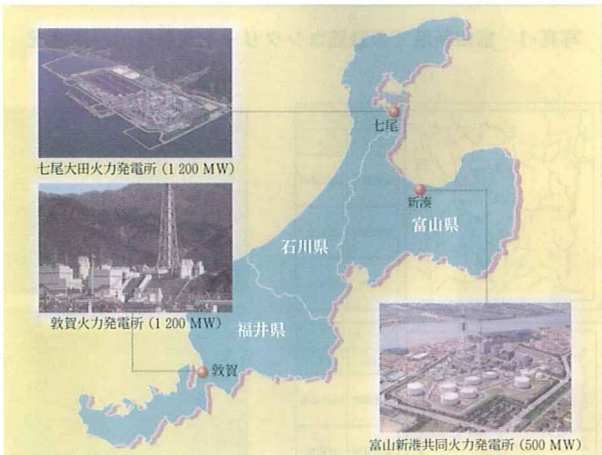 七尾大田火力発電所 (1 200 MW)
七尾
新湊
富山県
石川県
敦賀火力発電所 (1 200 MW)
福井県
敦賀
富山新港共同火力発電所 (500 MW)